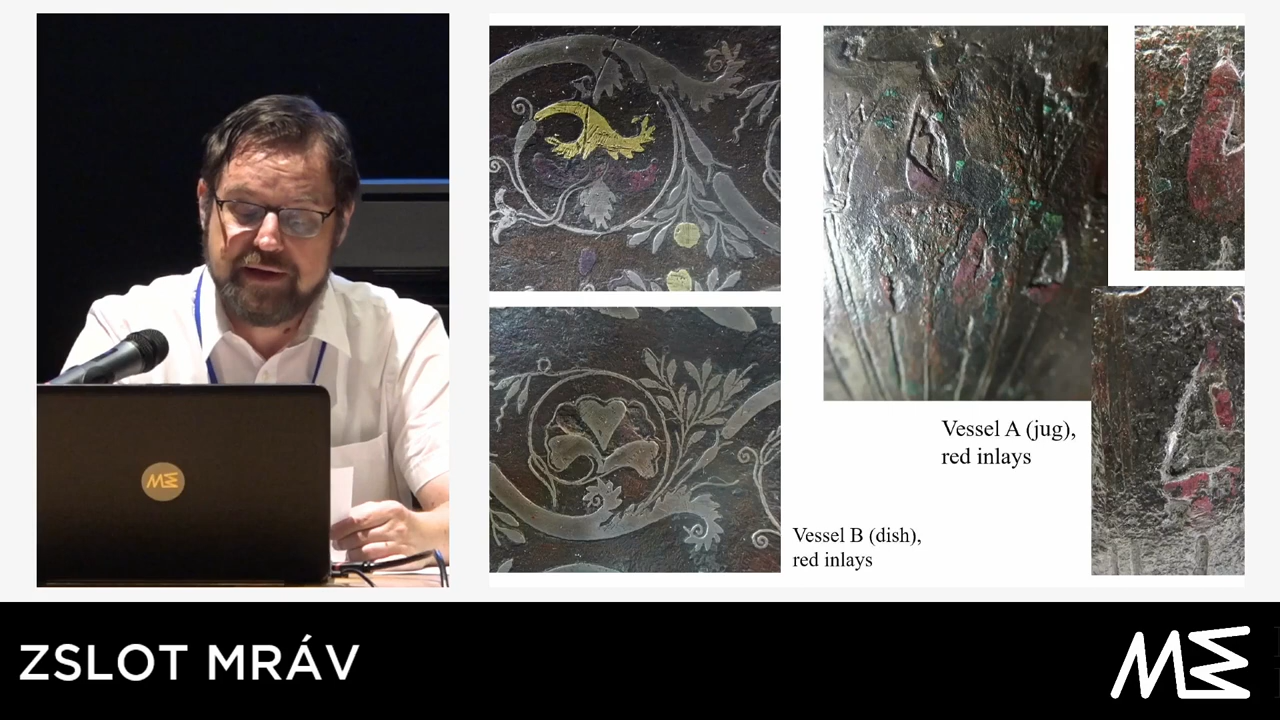 Vessel A (jug),
red inlays
Vessel B (dish),
red inlays
ZSLOT MRÁV